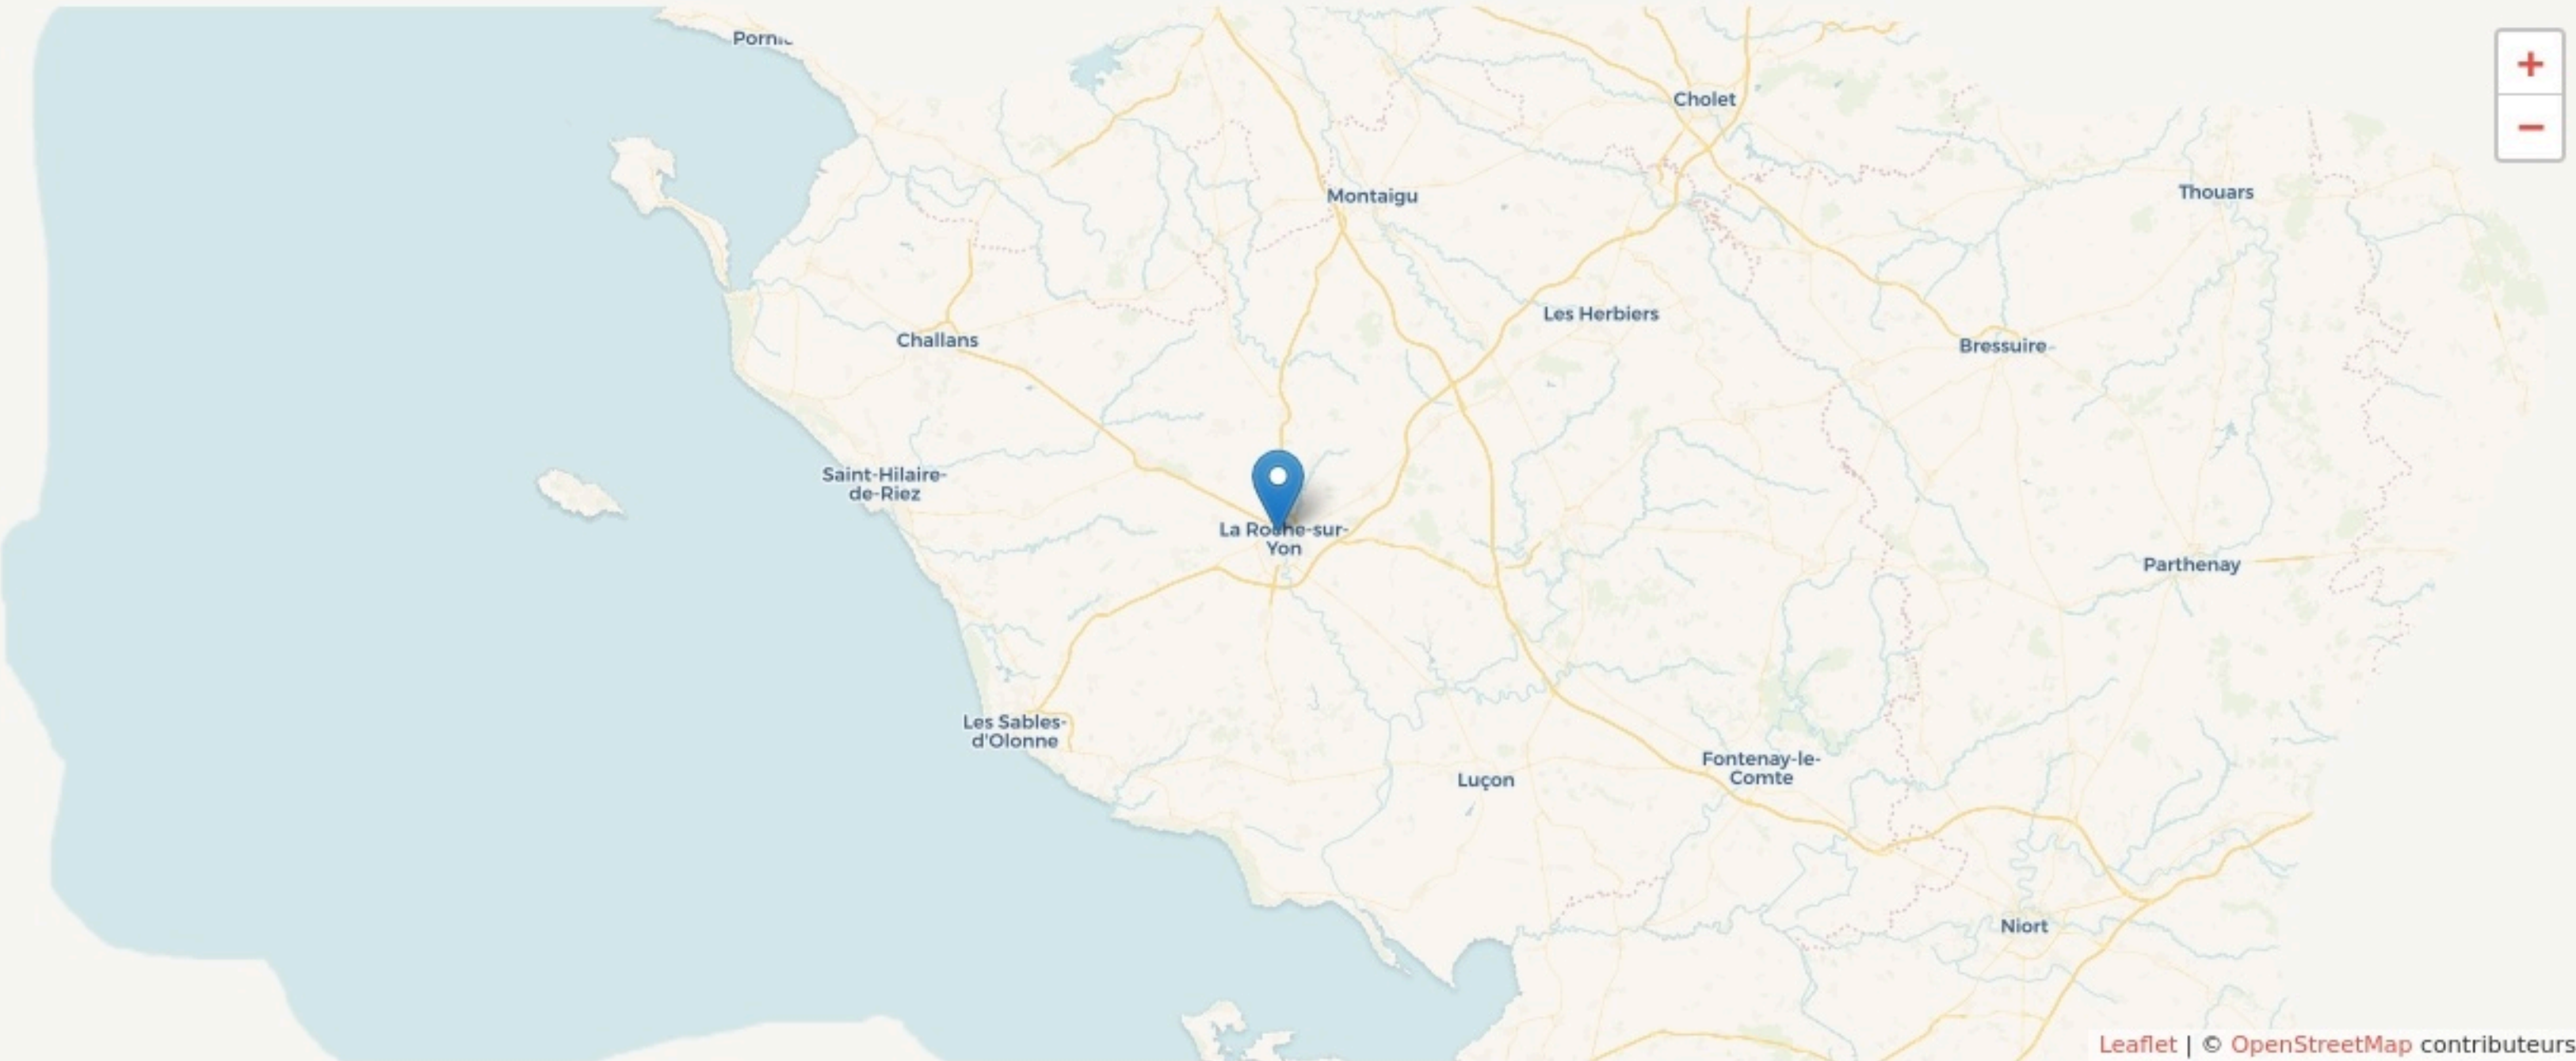 Cholet
+
−
Montaigu
Thouars
Les Herbiers
Challans
Bressuire
Saint-Hilaire-
de-Riez
La Roche-sur-
Yon
Parthenay
Les Sables-
d'Olonne
Fontenay-le-
Comte
Luçon
Niort
Leaflet | © OpenStreetMap contributeurs